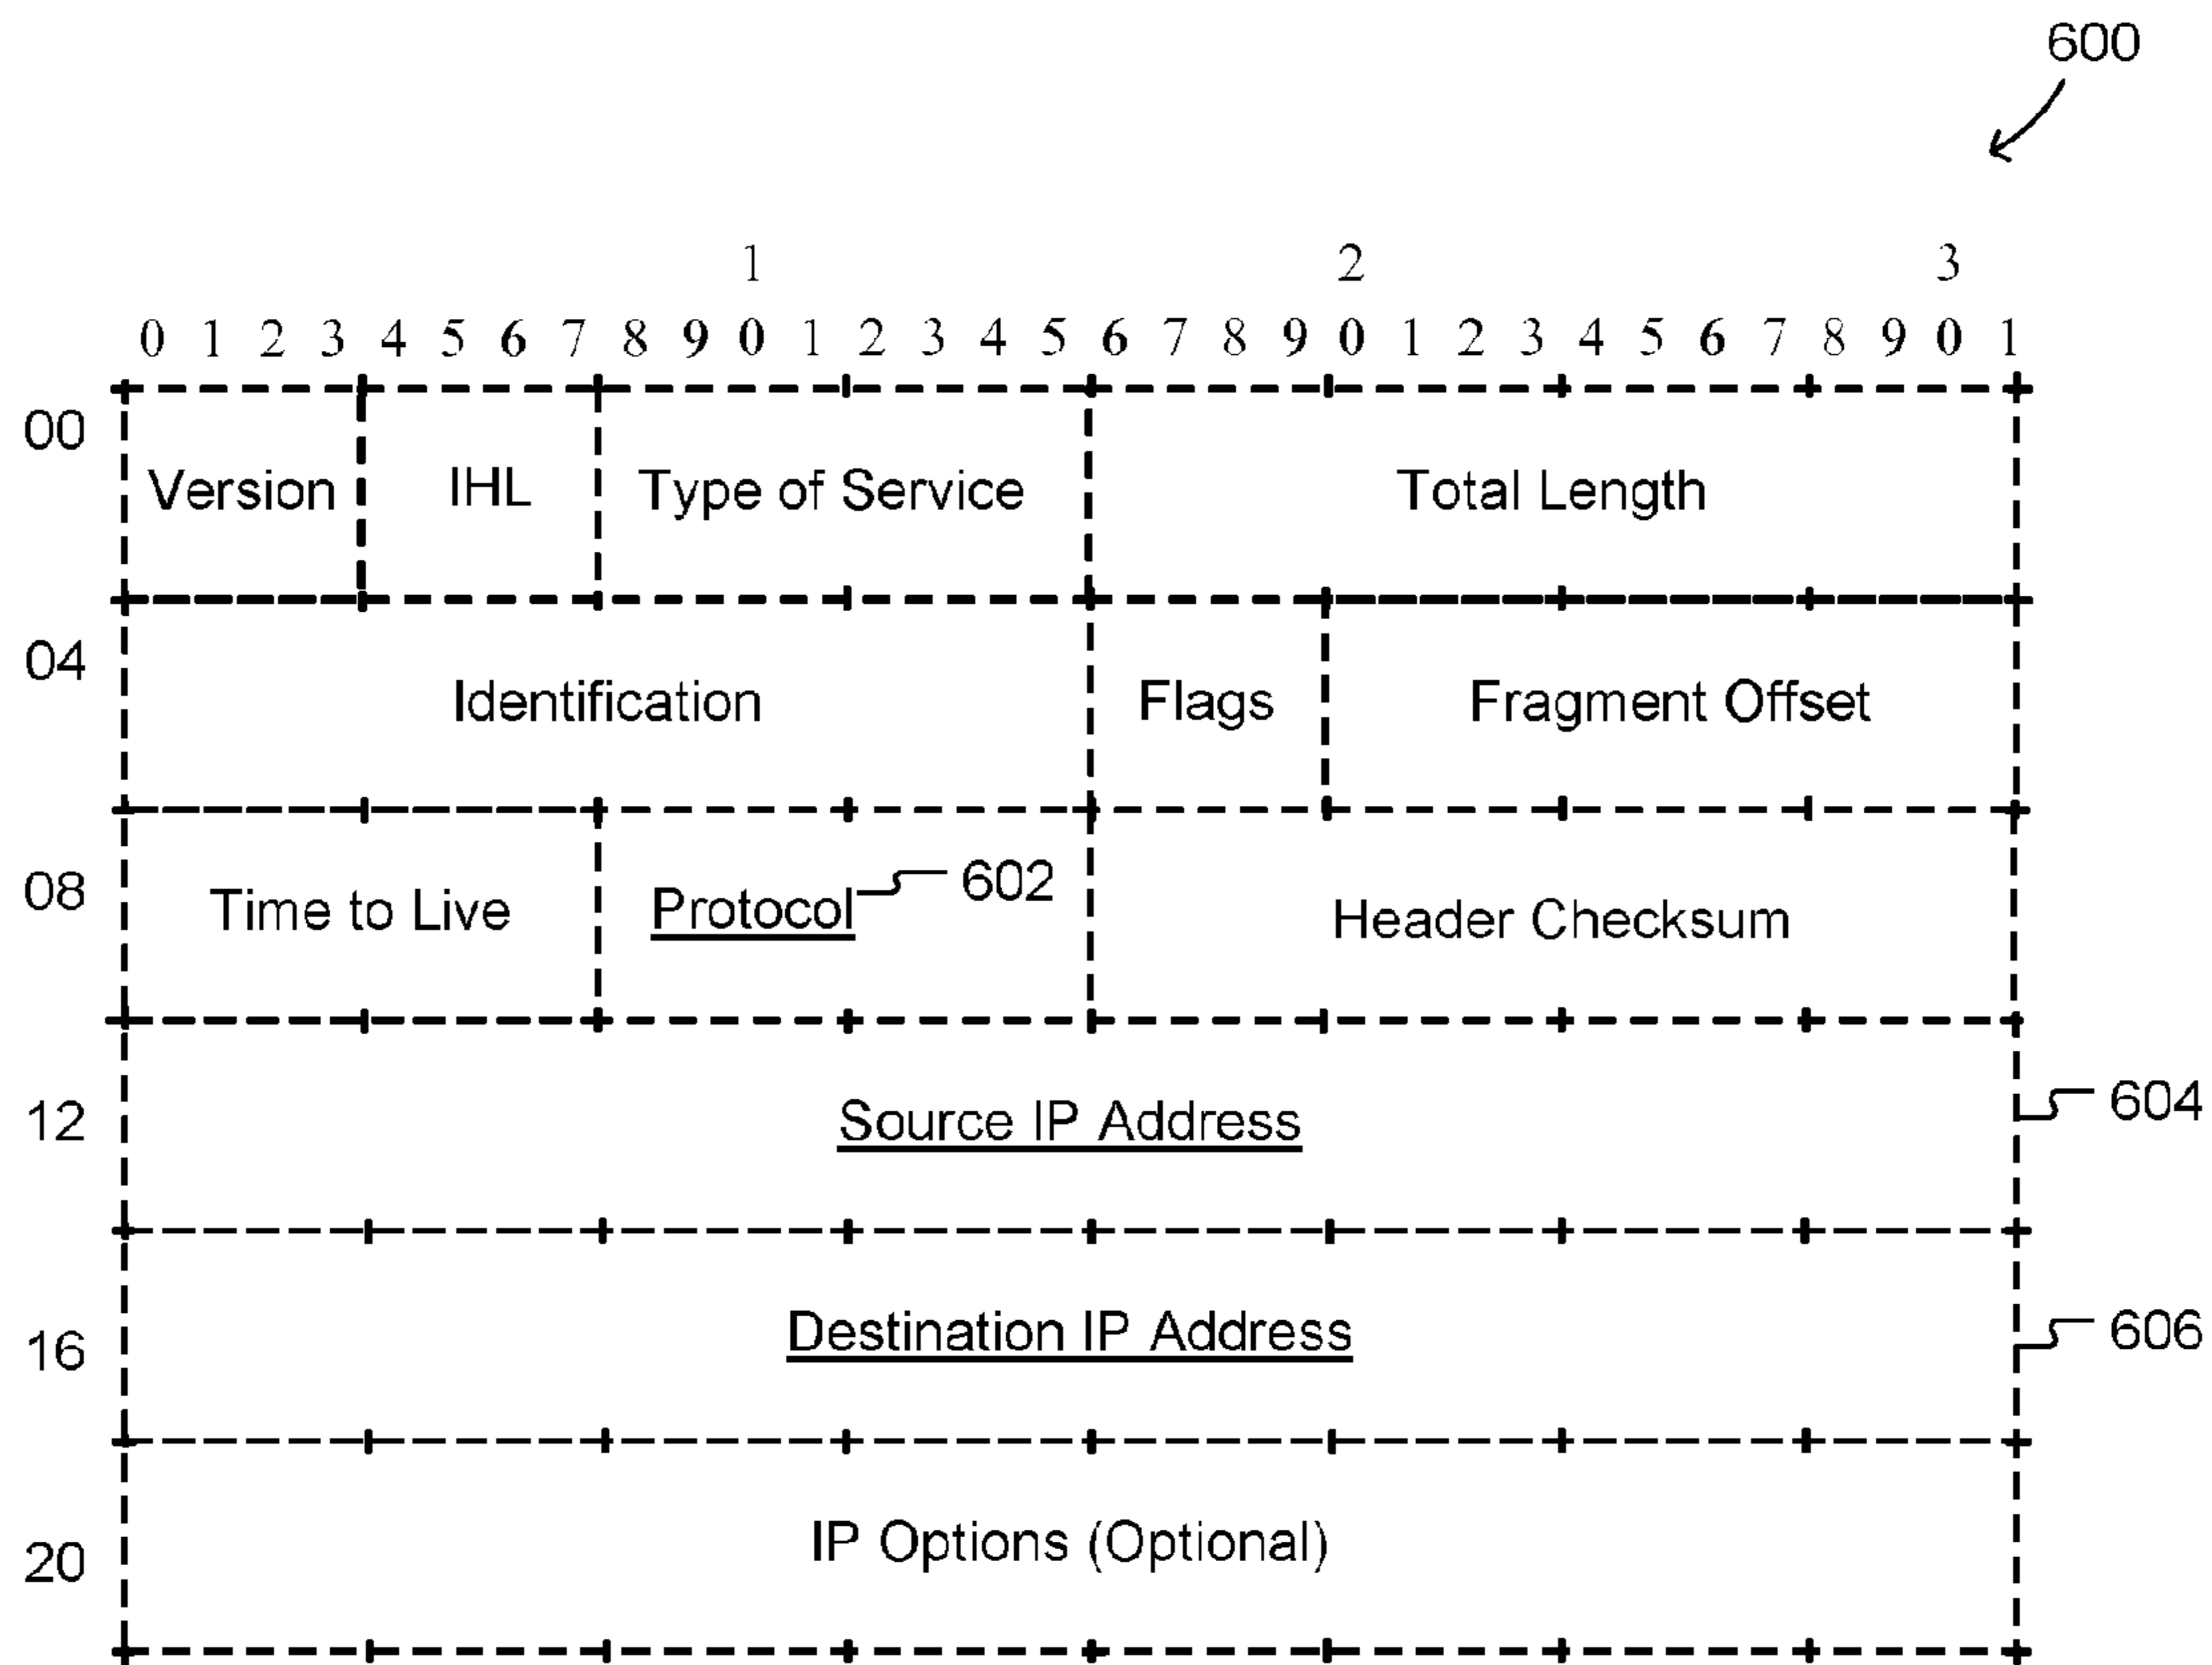 600
1 2 3
0 1 2 3 4 5 6 7 8 9 0 1 2 3 4 5 6 7 8 9 0 1 2 3 4 5 6 7 8 9 0 1
00
Version IHL Type of Service Total Length
04
Identification Flags Fragment Offset
08
Time to Live Protocol 602 Header Checksum
12 Source IP Address 604
16 Destination IP Address 606
20 IP Options (Optional)